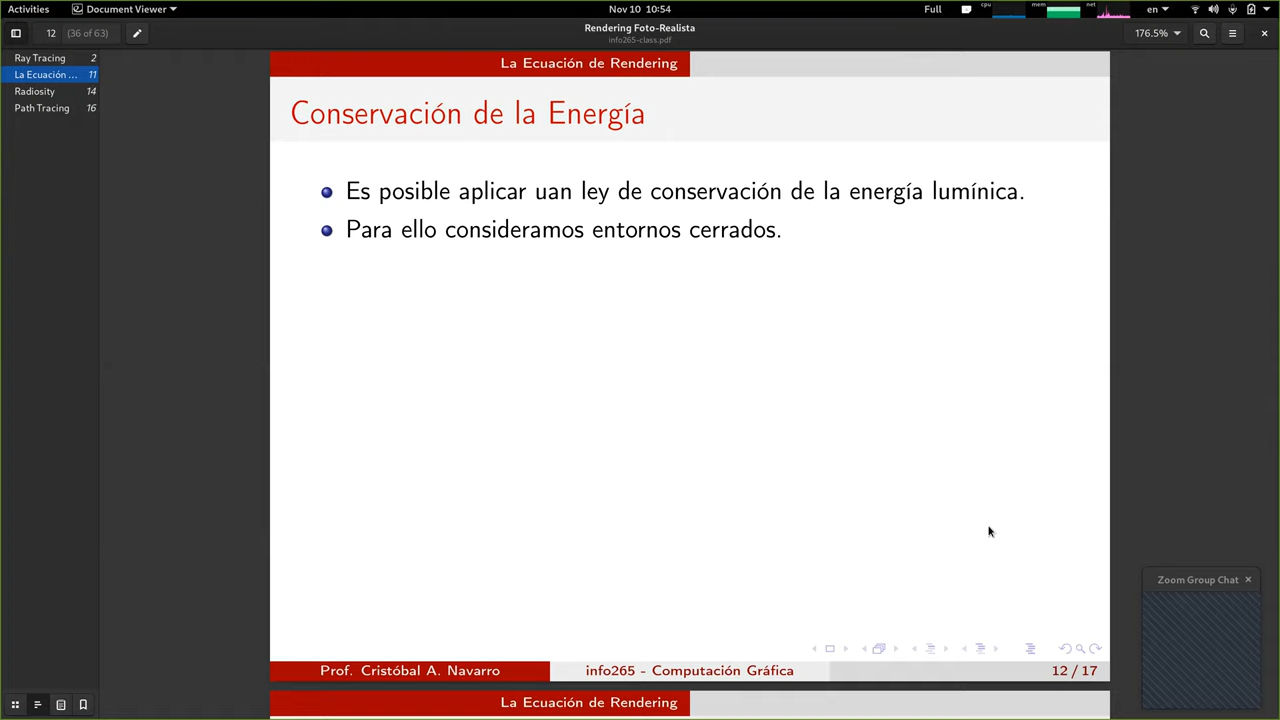 Activities
Document Viewer
Nov 10 10:54
Full
cpu
mem
net
en
12
(36 of 63)
Rendering Foto-Realista
info265-class.pdf
176.5%
Ray Tracing 2
La Ecuación ... 11
Radiosity 14
Path Tracing 16
La Ecuación de Rendering
Conservación de la Energía
Es posible aplicar uan ley de conservación de la energía lumínica.
Para ello consideramos entornos cerrados.
Zoom Group Chat
Prof. Cristóbal A. Navarro
info265 - Computación Gráfica
12 / 17
La Ecuación de Rendering